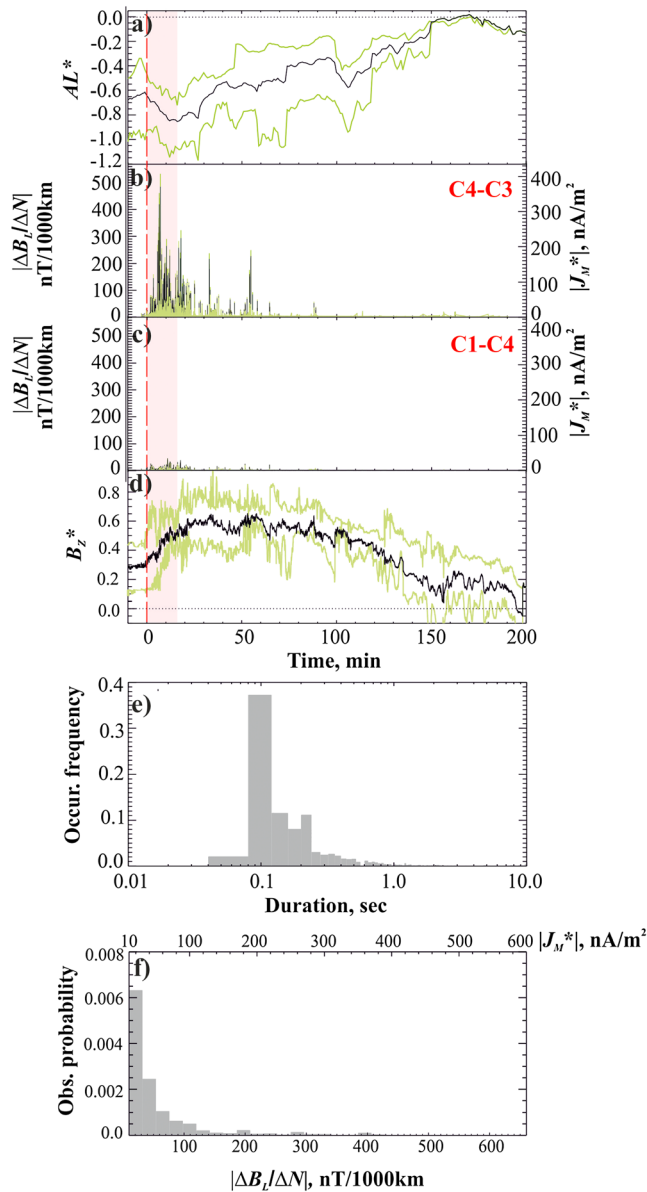 a)
AL*
0.0
-0.2
-0.4
-0.6
-0.8
-1.0
-1.2
b)
C4-C3
|ΔB_L/ΔN|
nT/1000km
500
400
300
200
100
0
400
300
200
100
0
|J_M*|, nA/m²
c)
C1-C4
|ΔB_L/ΔN|
nT/1000km
500
400
300
200
100
0
400
300
200
100
0
|J_M*|, nA/m²
d)
B_Z*
0.8
0.6
0.4
0.2
0.0
0 50 100 150 200
Time, min
e)
Occur. frequency
0.4
0.3
0.2
0.1
0.0
0.01 0.1 1.0 10.0
Duration, sec
10 100 200 300 400 500 600 |J_M*|, nA/m²
f)
Obs. probability
0.008
0.006
0.004
0.002
0.0
100 200 300 400 500 600
|ΔB_L/ΔN|, nT/1000km